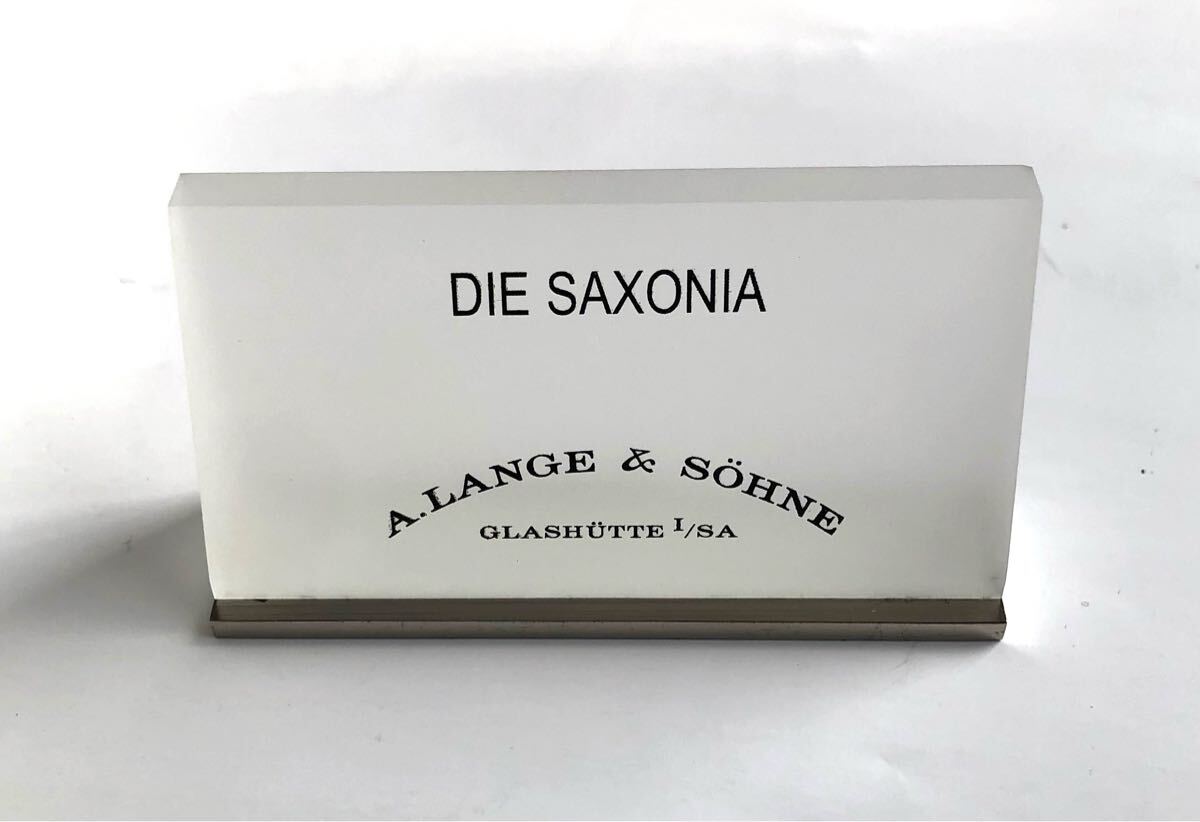 DIE SAXONIA
A. LANGE & SÖHNE
GLASHÜTTE I/SA